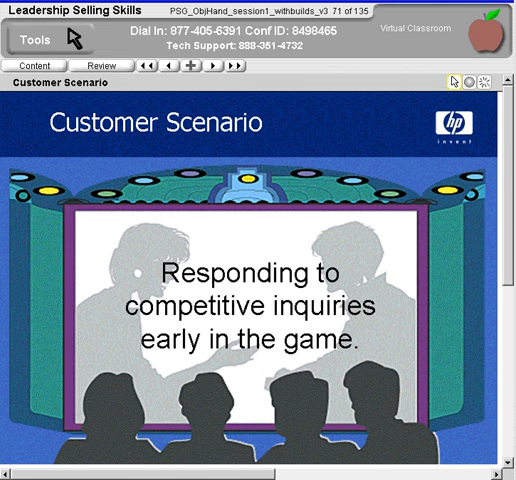 Leadership Selling Skills
PSG_ObjHand_session1_withbuilds_v3 71 of 135
Tools
Dial In: 877-405-6391 Conf ID: 8498465
Tech Support: 888-351-4732
Virtual Classroom
Content
Review
Customer Scenario
Customer Scenario
hp
invent
Responding to
competitive inquiries
early in the game.